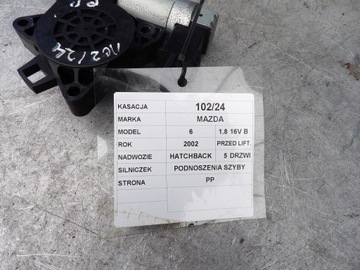 PP
102/24
KASACJA 102/24
MARKA MAZDA
MODEL 6 1.8 16V B
ROK 2002 PRZED LIFT.
NADWOZIE HATCHBACK 5 DRZWI
SILNICZEK PODNOSZENIA SZYBY
STRONA PP